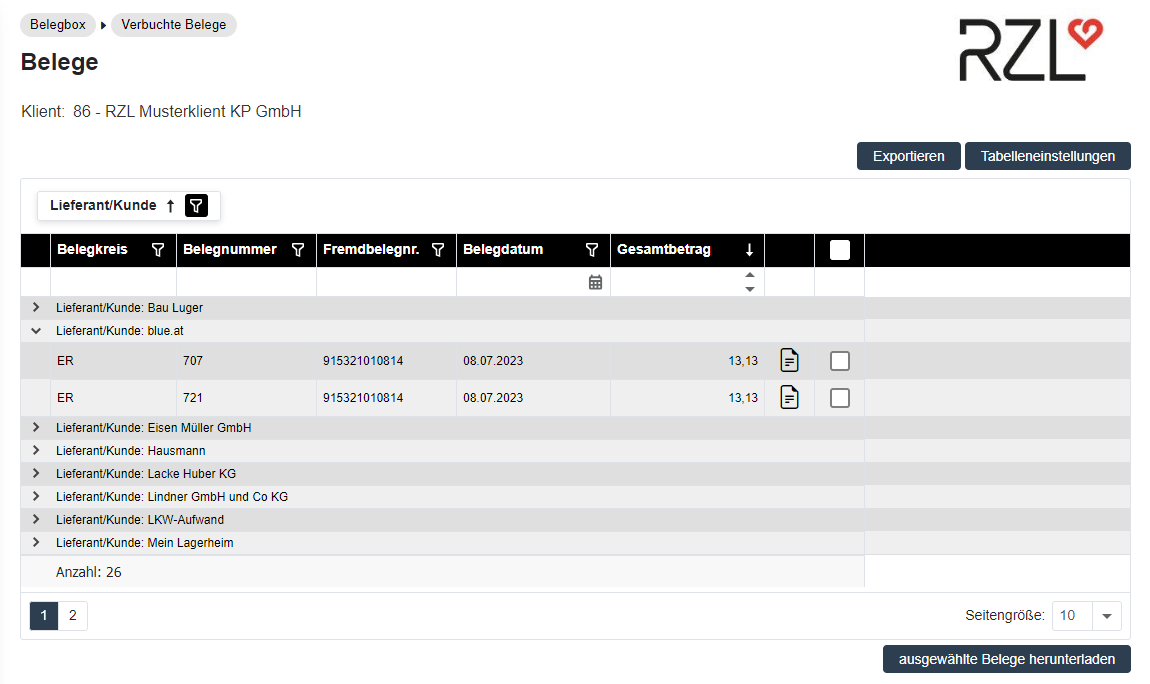 Belegbox Verbuchte Belege
RZL
Belege
Klient: 86 - RZL Musterklient KP GmbH
Exportieren Tabelleneinstellungen
Lieferant/Kunde
Belegkreis Belegnummer Fremdbelegnr. Belegdatum Gesamtbetrag
Lieferant/Kunde: Bau Luger
Lieferant/Kunde: blue.at
ER 707 915321010814 08.07.2023 13,13
ER 721 915321010814 08.07.2023 13,13
Lieferant/Kunde: Eisen Müller GmbH
Lieferant/Kunde: Hausmann
Lieferant/Kunde: Lacke Huber KG
Lieferant/Kunde: Lindner GmbH und Co KG
Lieferant/Kunde: LKW-Aufwand
Lieferant/Kunde: Mein Lagerheim
Anzahl: 26
1 2 Seitengröße: 10
ausgewählte Belege herunterladen